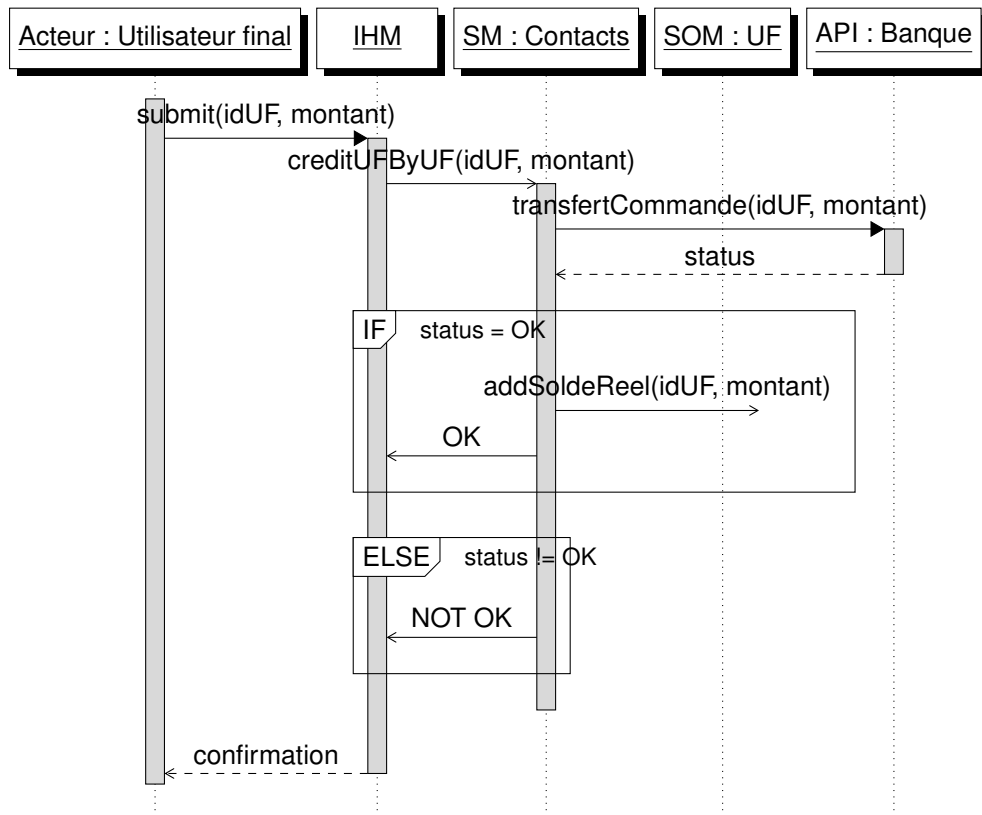 Acteur : Utilisateur final
IHM
SM : Contacts
SOM : UF
API : Banque
submit(idUF, montant)
creditUFByUF(idUF, montant)
transfertCommande(idUF, montant)
status
IF
status = OK
addSoldeReel(idUF, montant)
OK
ELSE
status != OK
NOT OK
confirmation